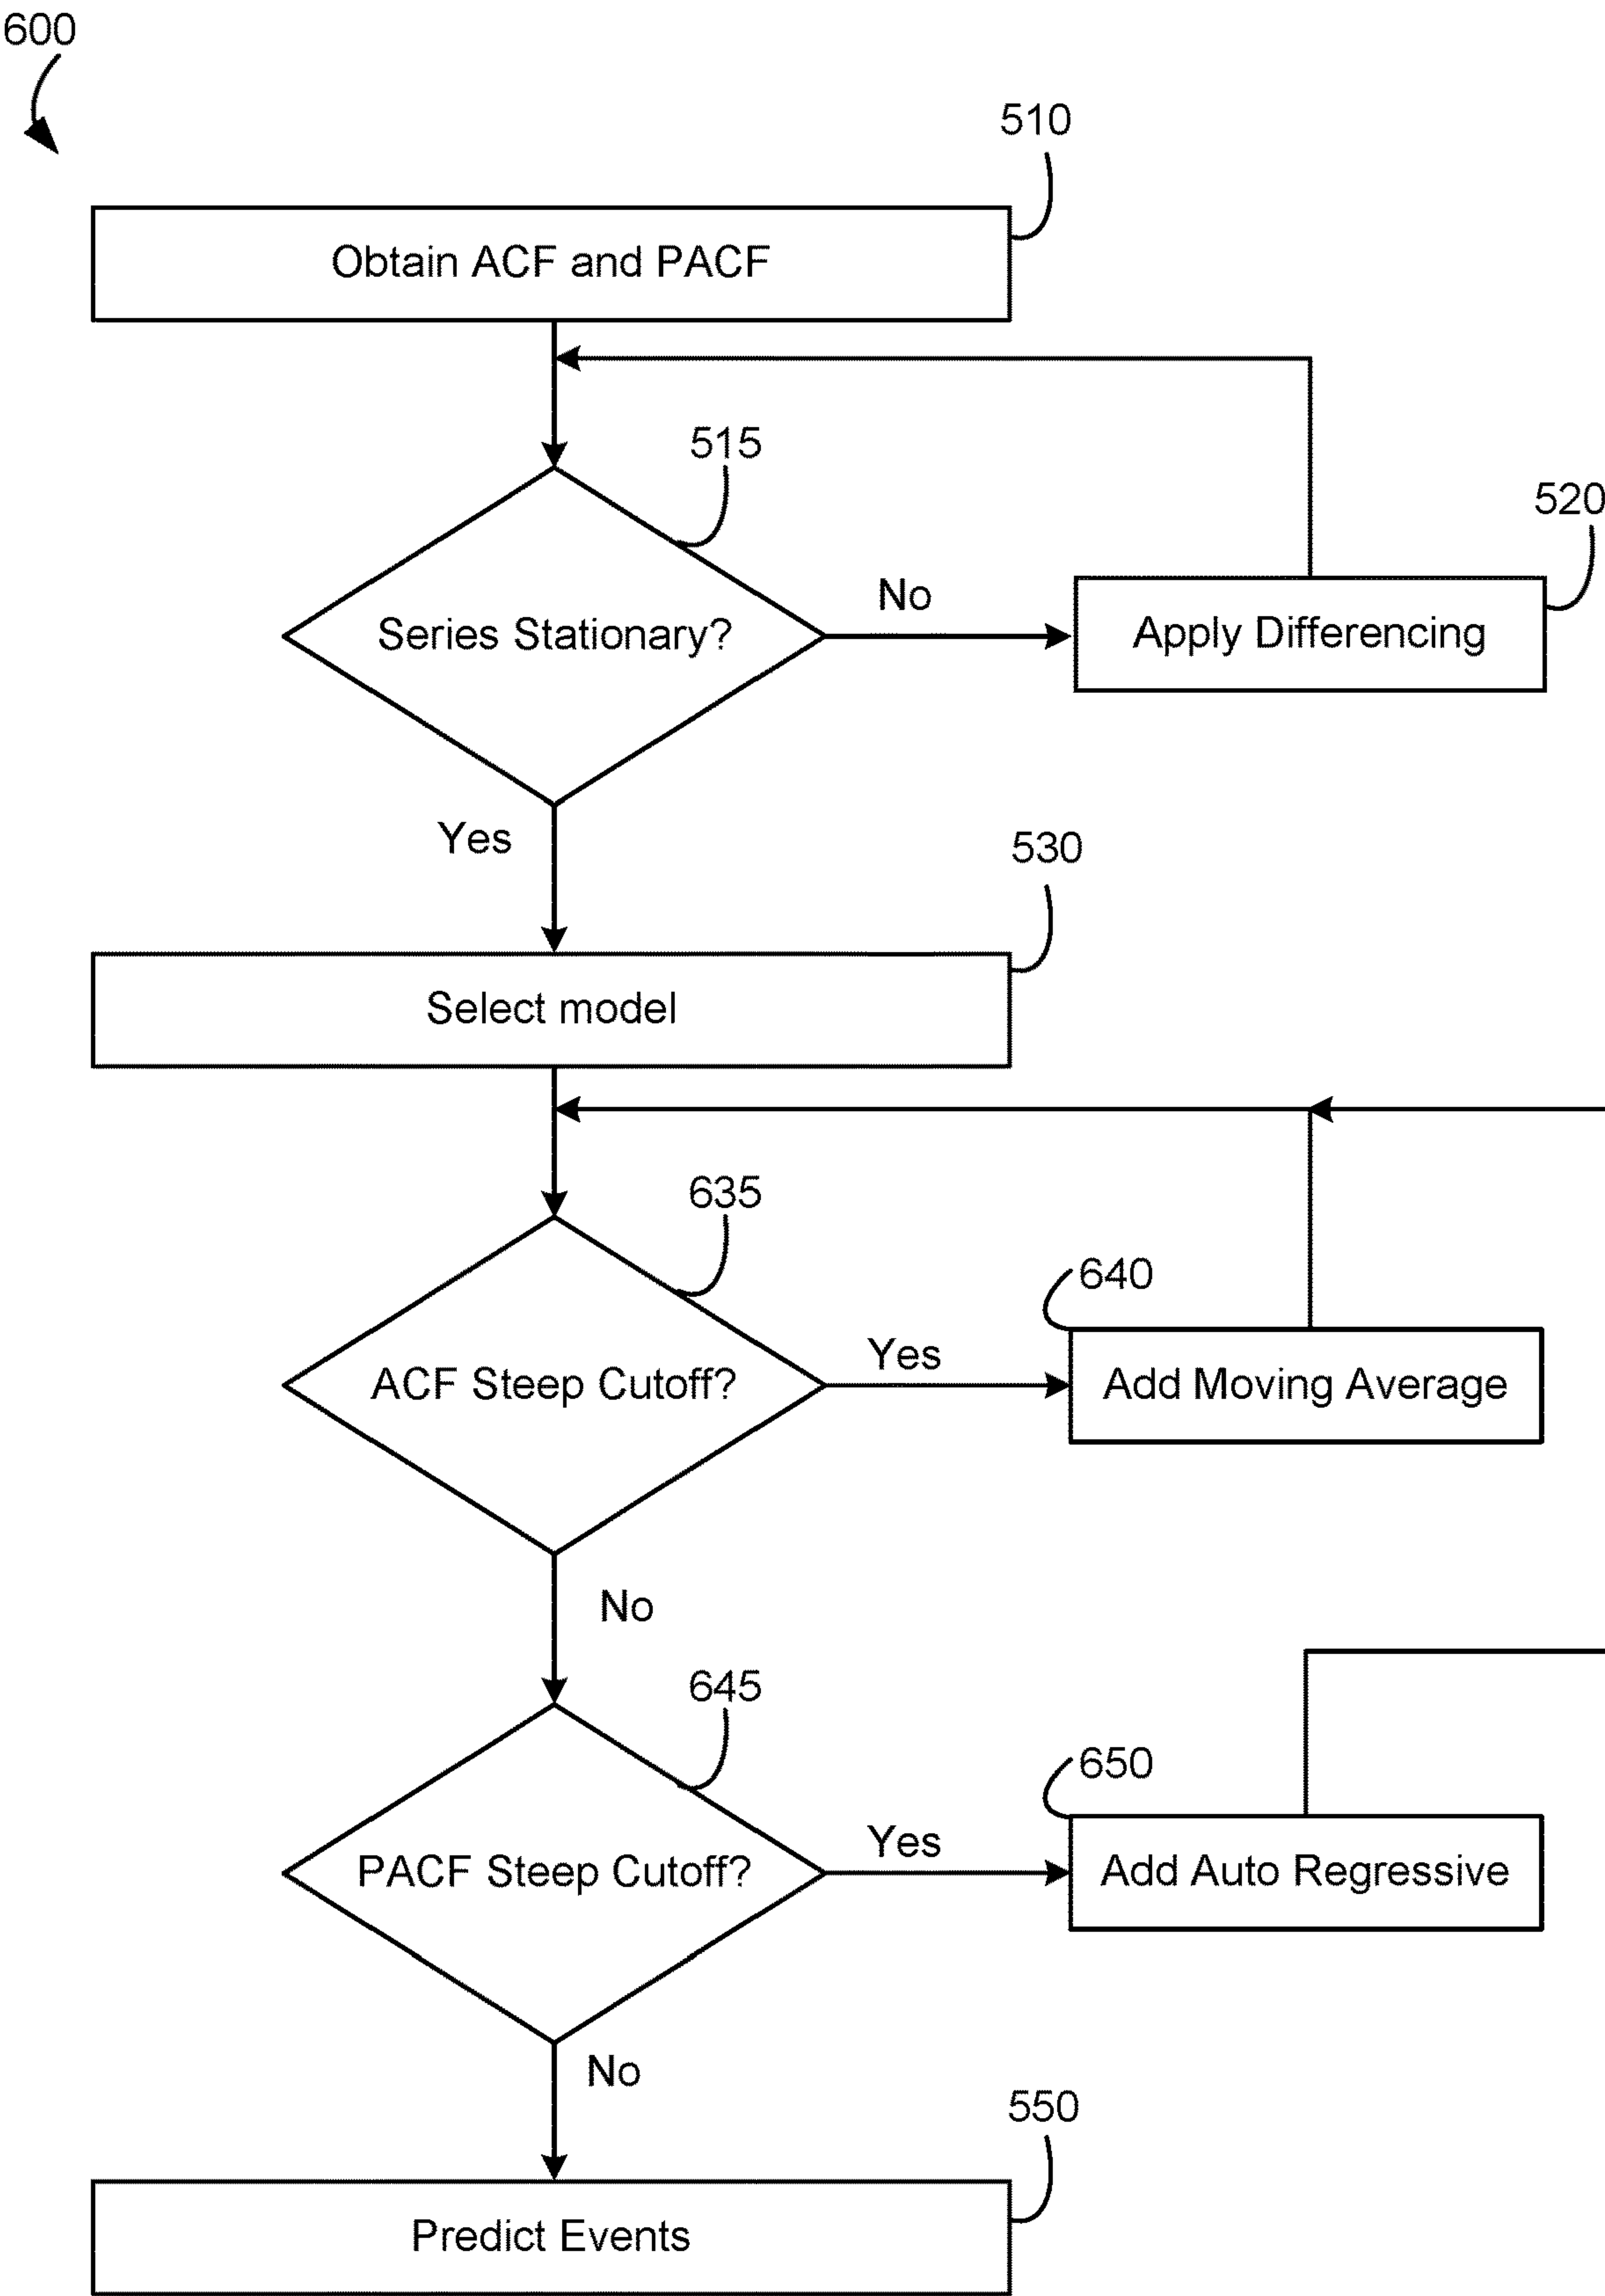 600
510
Obtain ACF and PACF
515
520
No
Series Stationary?
Apply Differencing
Yes
530
Select model
635
640
Yes
ACF Steep Cutoff?
Add Moving Average
No
645
650
Yes
PACF Steep Cutoff?
Add Auto Regressive
No
550
Predict Events